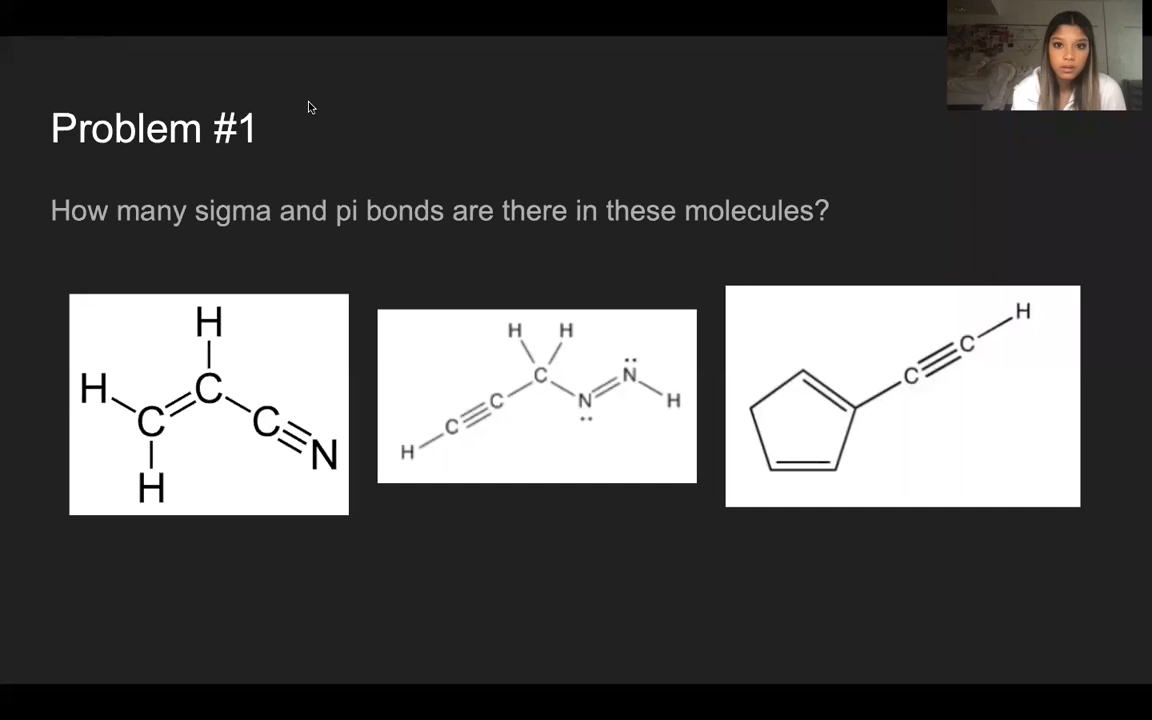 Problem #1
How many sigma and pi bonds are there in these molecules?
H
H
C
C
C
N
H
H H
C
N
C
N
H
C
H
H
C
C